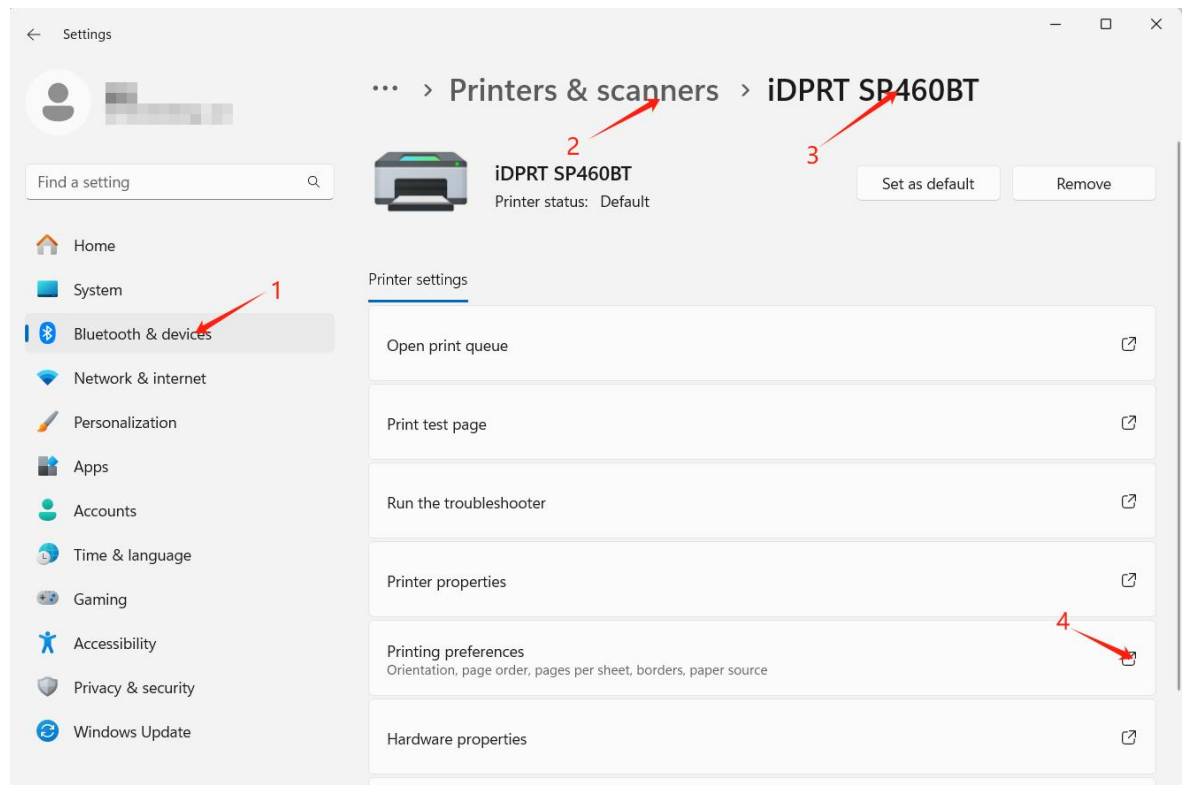 Settings
Printers & scanners > iDPRT SP460BT
2
3
iDPRT SP460BT
Printer status: Default
Set as default
Remove
Find a setting
Home
System
1
Bluetooth & devices
Network & internet
Personalization
Apps
Accounts
Time & language
Gaming
Accessibility
Privacy & security
Windows Update
Printer settings
Open print queue
Print test page
Run the troubleshooter
Printer properties
4
Printing preferences
Orientation, page order, pages per sheet, borders, paper source
Hardware properties